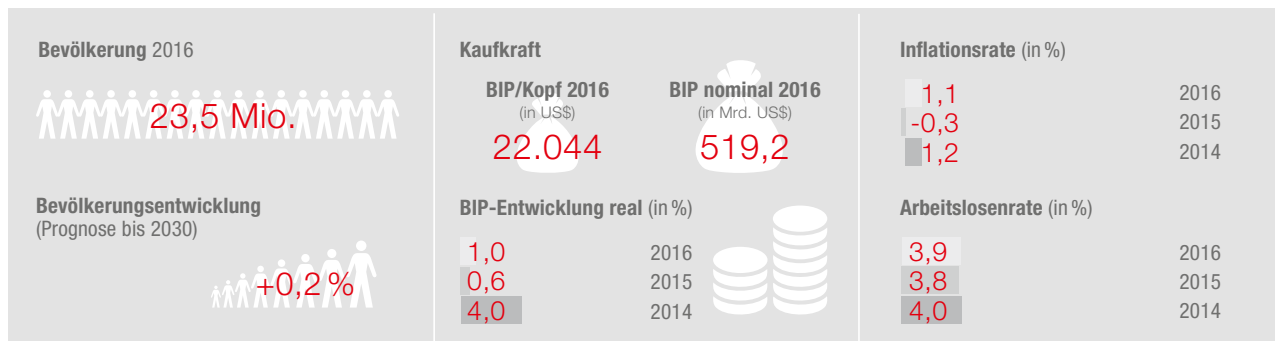 Bevölkerung 2016
23,5 Mio.
Bevölkerungsentwicklung
(Prognose bis 2030)
+0,2 %
Kaufkraft
BIP/Kopf 2016
(in US$)
22.044
BIP nominal 2016
(in Mrd. US$)
519,2
BIP-Entwicklung real (in %)
1,0 2016
0,6 2015
4,0 2014
Inflationsrate (in %)
1,1 2016
-0,3 2015
1,2 2014
Arbeitslosenrate (in %)
3,9 2016
3,8 2015
4,0 2014